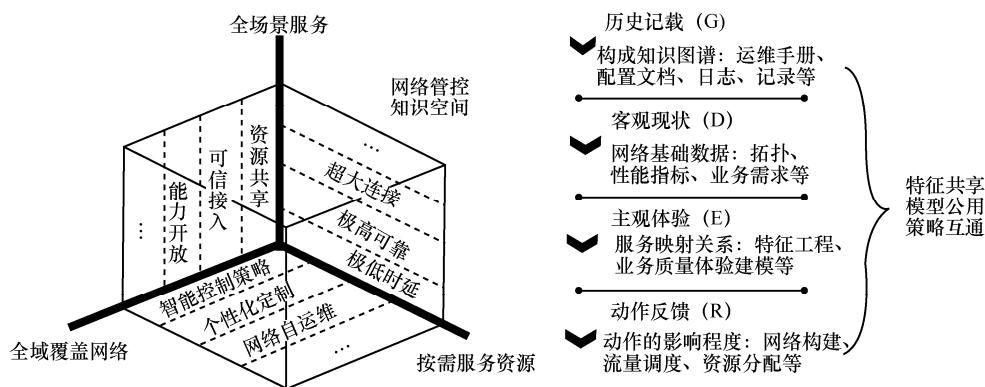 全场景服务
网络管控
知识空间
资源共享
可信接入
能力开放
…
…
超大连接
极高可靠
极低时延
智能控制策略
个性化定制
网络自运维
…
全域覆盖网络
按需服务资源
历史记载（G）
构成知识图谱：运维手册、
配置文档、日志、记录等
客观现状（D）
网络基础数据：拓扑、
性能指标、业务需求等
主观体验（E）
服务映射关系：特征工程、
业务质量体验建模等
动作反馈（R）
动作的影响程度：网络构建、
流量调度、资源分配等
特征共享
模型公用
策略互通